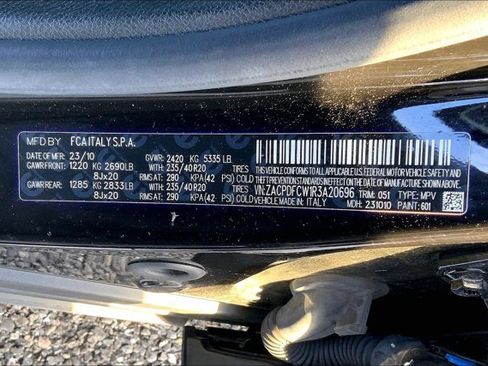 MFD BY FCA ITALY S.P.A.
DATE OF MFR: 23/10 GVWR: 2420 KG 5335 LB
GAWR FRONT: 1220 KG 2690 LB WITH: 235/40R20 TIRES THIS VEHICLE CONFORMS TO ALL APPLICABLE U.S. FEDERAL MOTOR VEHICLE
8Jx20 RIMS AT: 290 KPA(42 PSI) COLD THEFT PREVENTION STANDARDS IN EFFECT ON THE DATE OF MANUFACTURE SHOWN ABOVE.
GAWR REAR: 1285 KG 2833 LB WITH: 235/40R20 TIRES VIN: ZACPDFCW1R3A20696 TRIM: 051 TYPE: MPV
8Jx20 RIMS AT: 290 KPA(42 PSI) COLD VEHICLE MADE IN: ITALY MDH: 231010 PAINT: 601